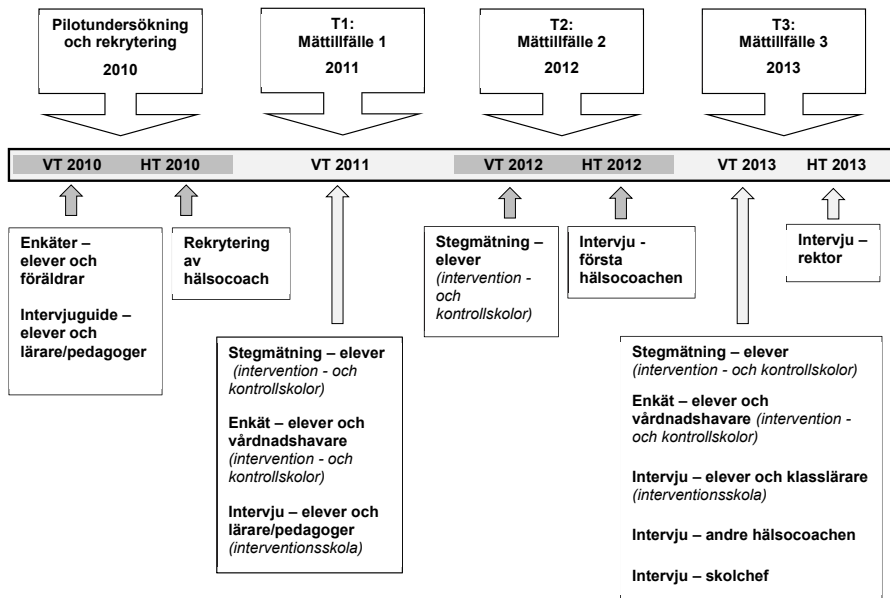 Pilotundersökning
och rekrytering
2010
T1:
Mättillfälle 1
2011
T2:
Mättillfälle 2
2012
T3:
Mättillfälle 3
2013
VT 2010
HT 2010
VT 2011
VT 2012
HT 2012
VT 2013
HT 2013
Enkäter –
elever och
föräldrar
Intervjuguide –
elever och
lärare/pedagoger
Rekrytering
av
hälsocoach
Stegmätning – elever
(intervention - och
kontrollskolor)
Enkät – elever och
vårdnadshavare
(intervention - och
kontrollskolor)
Intervju – elever och
lärare/pedagoger
(interventionsskola)
Stegmätning –
elever
(intervention -
och
kontrollskolor)
Intervju -
första
hälsocoachen
Stegmätning – elever
(intervention - och kontrollskolor)
Enkät – elever och
vårdnadshavare (intervention -
och kontrollskolor)
Intervju – elever och klasslärare
(interventionsskola)
Intervju – andre hälsocoachen
Intervju – skolchef
Intervju –
rektor